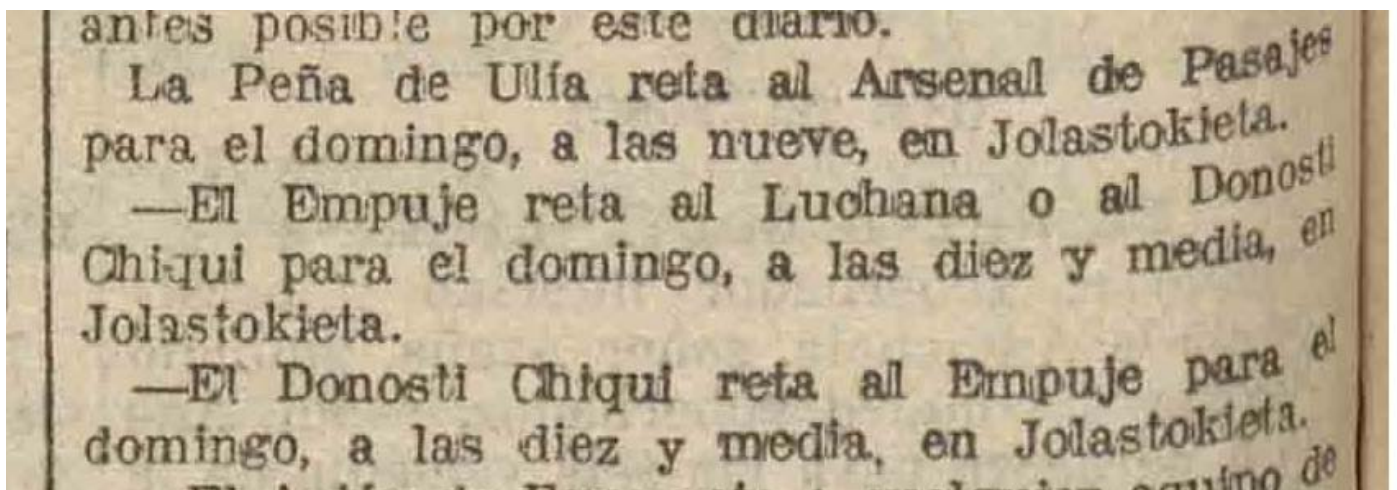 antes posible por este diario.
La Peña de Ulía reta al Arsenal de Pasajes
para el domingo, a las nueve, en Jolastokieta.
—El Empuje reta al Luchana o al Donosti
Chiqui para el domingo, a las diez y media, en
Jolastokieta.
—El Donosti Chiqui reta al Empuje para el
domingo, a las diez y media, en Jolastokieta.
equipo de